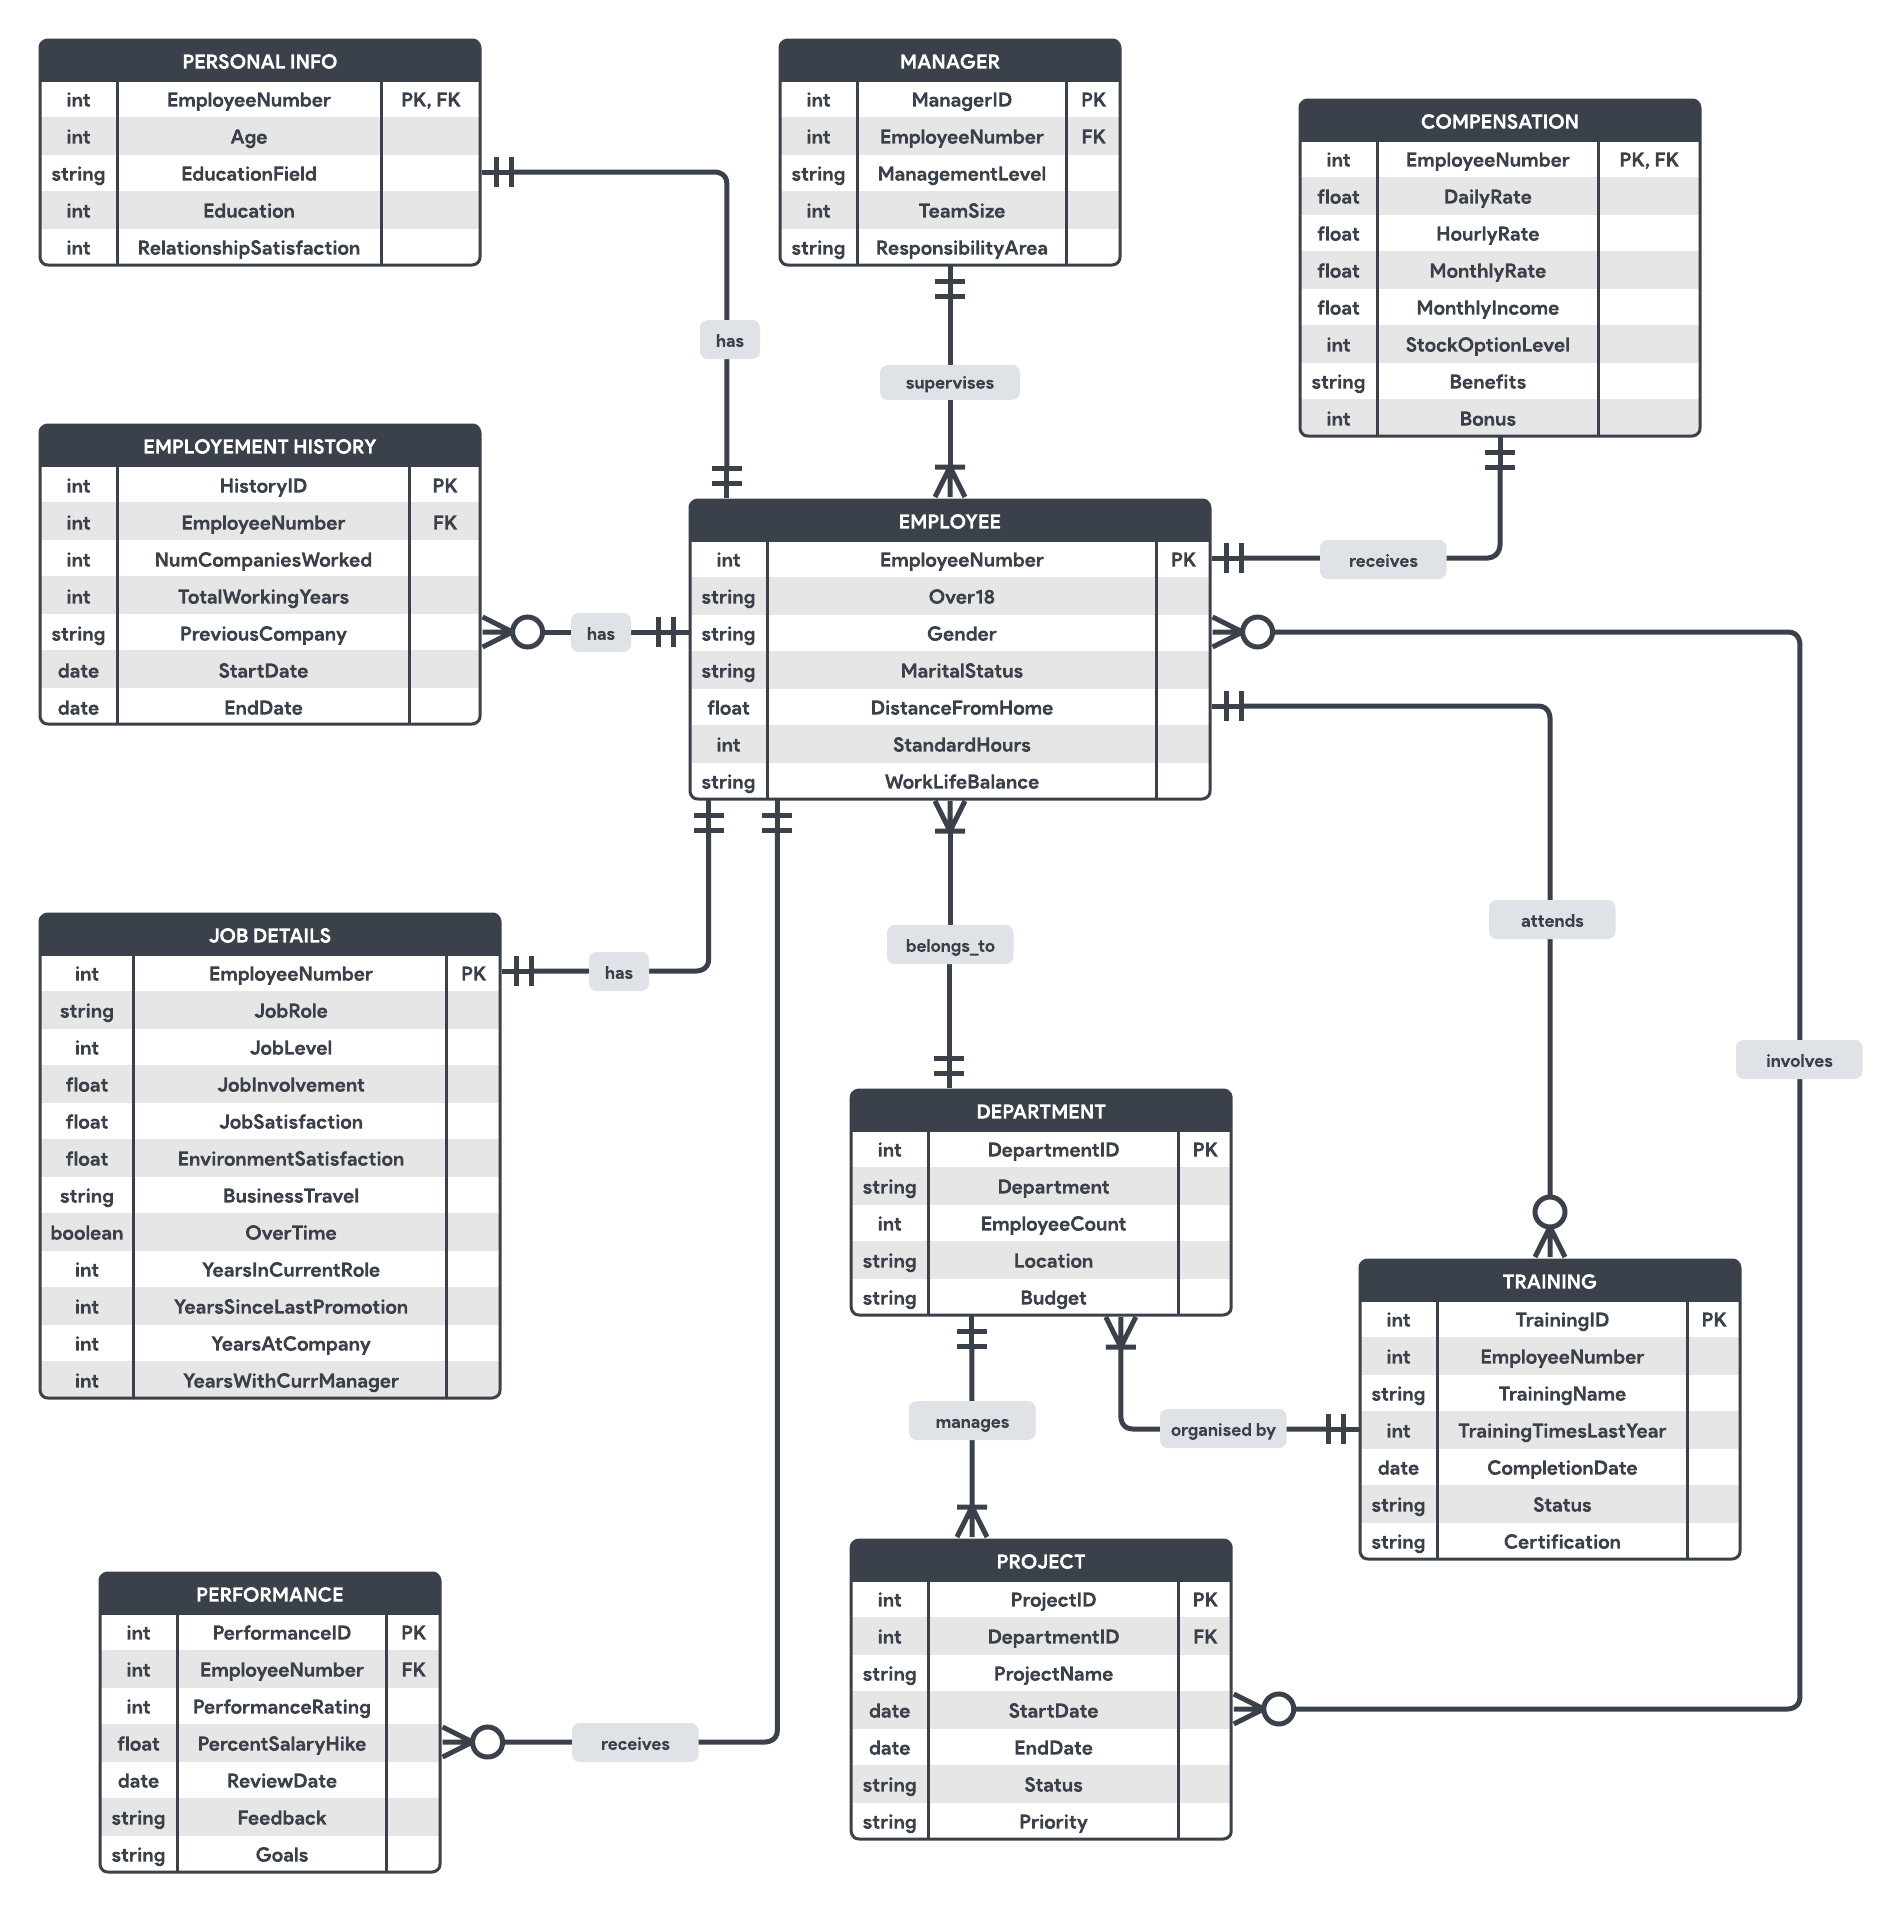 PERSONAL INFO
int EmployeeNumber PK, FK
int Age
string EducationField
int Education
int RelationshipSatisfaction
MANAGER
int ManagerID PK
int EmployeeNumber FK
string ManagementLevel
int TeamSize
string ResponsibilityArea
COMPENSATION
int EmployeeNumber PK, FK
float DailyRate
float HourlyRate
float MonthlyRate
float MonthlyIncome
int StockOptionLevel
string Benefits
int Bonus
has
supervises
receives
EMPLOYEMENT HISTORY
int HistoryID PK
int EmployeeNumber FK
int NumCompaniesWorked
int TotalWorkingYears
string PreviousCompany
date StartDate
date EndDate
has
EMPLOYEE
int EmployeeNumber PK
string Over18
string Gender
string MaritalStatus
float DistanceFromHome
int StandardHours
string WorkLifeBalance
JOB DETAILS
int EmployeeNumber PK
string JobRole
int JobLevel
float JobInvolvement
float JobSatisfaction
float EnvironmentSatisfaction
string BusinessTravel
boolean OverTime
int YearsInCurrentRole
int YearsSinceLastPromotion
int YearsAtCompany
int YearsWithCurrManager
has
belongs_to
attends
involves
DEPARTMENT
int DepartmentID PK
string Department
int EmployeeCount
string Location
string Budget
manages
organised by
TRAINING
int TrainingID PK
int EmployeeNumber
string TrainingName
int TrainingTimesLastYear
date CompletionDate
string Status
string Certification
PERFORMANCE
int PerformanceID PK
int EmployeeNumber FK
int PerformanceRating
float PercentSalaryHike
date ReviewDate
string Feedback
string Goals
receives
PROJECT
int ProjectID PK
int DepartmentID FK
string ProjectName
date StartDate
date EndDate
string Status
string Priority